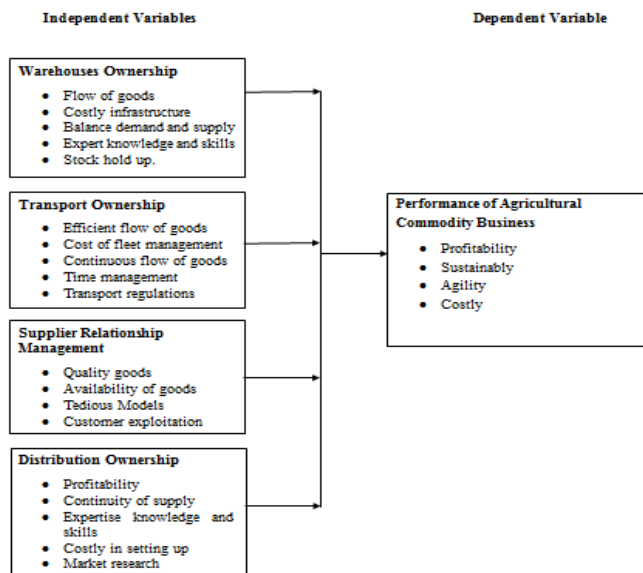 Independent Variables
Dependent Variable
Warehouses Ownership
• Flow of goods
• Costly infrastructure
• Balance demand and supply
• Expert knowledge and skills
• Stock hold up.
Transport Ownership
• Efficient flow of goods
• Cost of fleet management
• Continuous flow of goods
• Time management
• Transport regulations
Supplier Relationship
Management
• Quality goods
• Availability of goods
• Tedious Models
• Customer exploitation
Distribution Ownership
• Profitability
• Continuity of supply
• Expertise knowledge and
skills
• Costly in setting up
• Market research
Performance of Agricultural
Commodity Business
• Profitability
• Sustainably
• Agility
• Costly